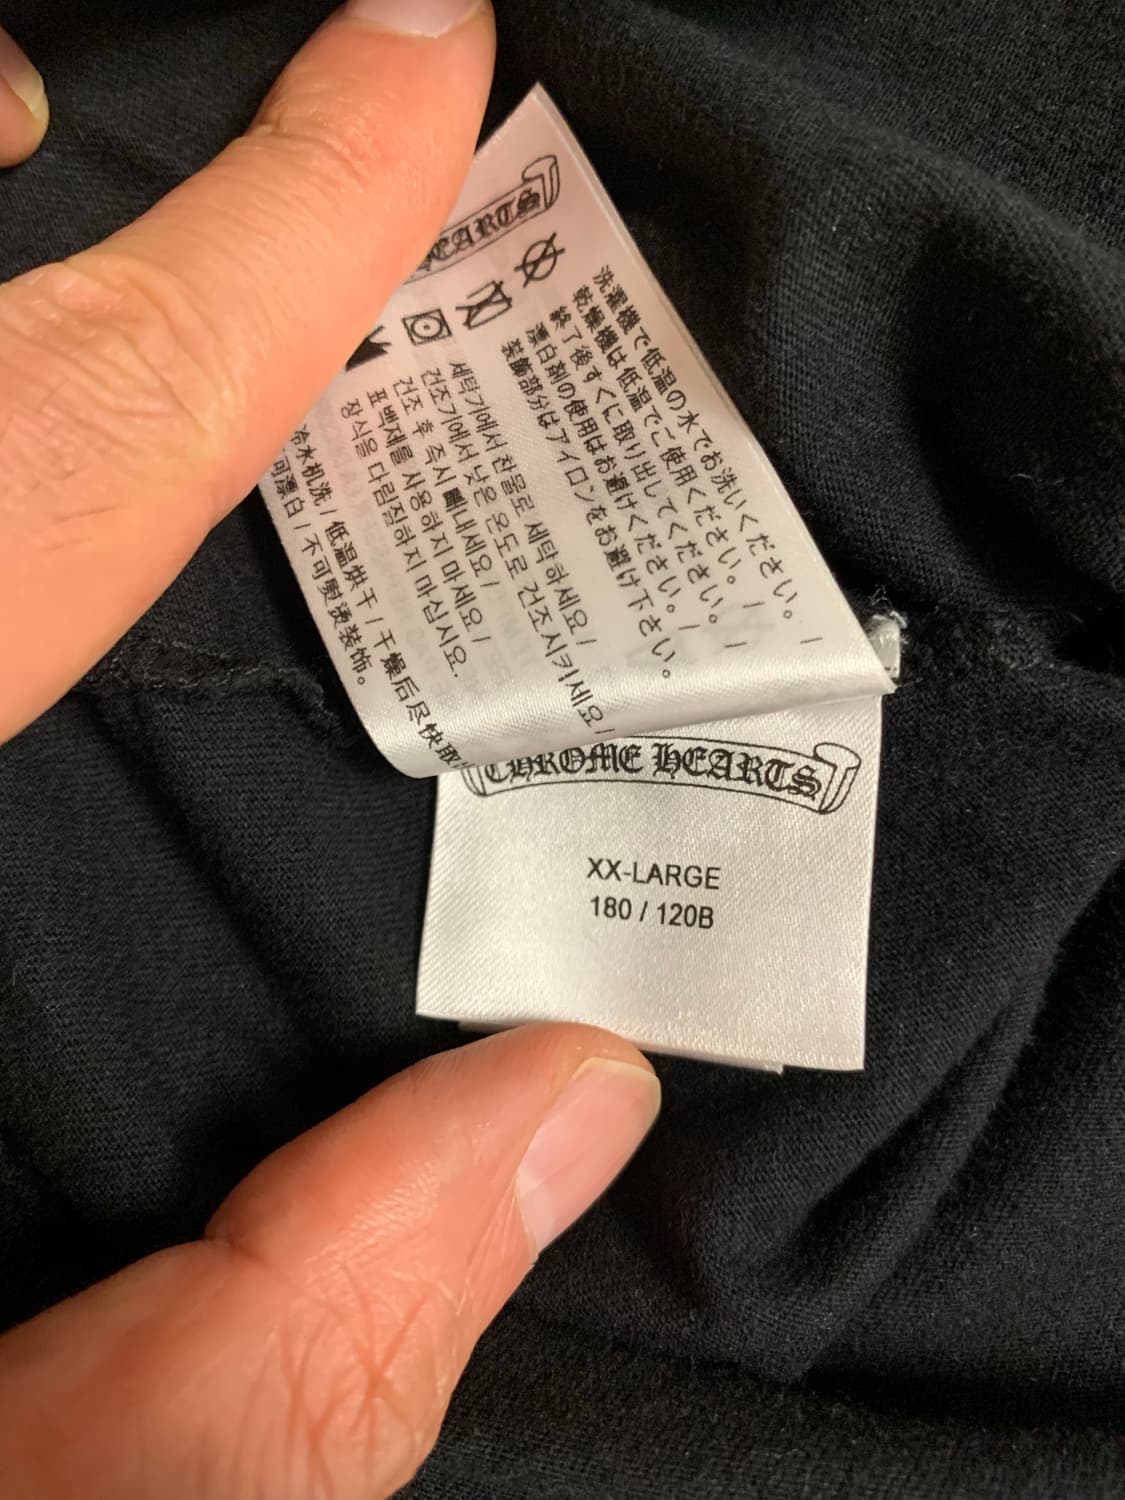 HEARTS
洗濯機で低温の水でお洗いください。 /
乾燥機は低温でご使用ください。 /
終了後すぐに取り出してください。 /
漂白剤の使用はお避けください。 /
装飾部分はアイロンをお避け下さい。
세탁기에서 찬물로 세탁하세요 /
건조기에서 낮은 온도로 건조시키세요 /
건조 후 즉시 빼내세요 /
표백제를 사용하지 마세요 /
장식을 다림질하지 마십시요.
冷水机洗 / 低温烘干 / 干燥后尽快取
可漂白 / 不可熨烫装饰。
CHROME HEARTS
XX-LARGE
180 / 120B